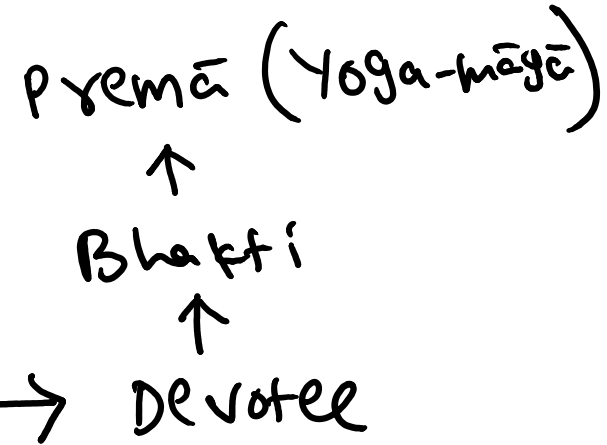 Premā (Yoga-māyā)
↑
Bhakti
↑
→ Devotee